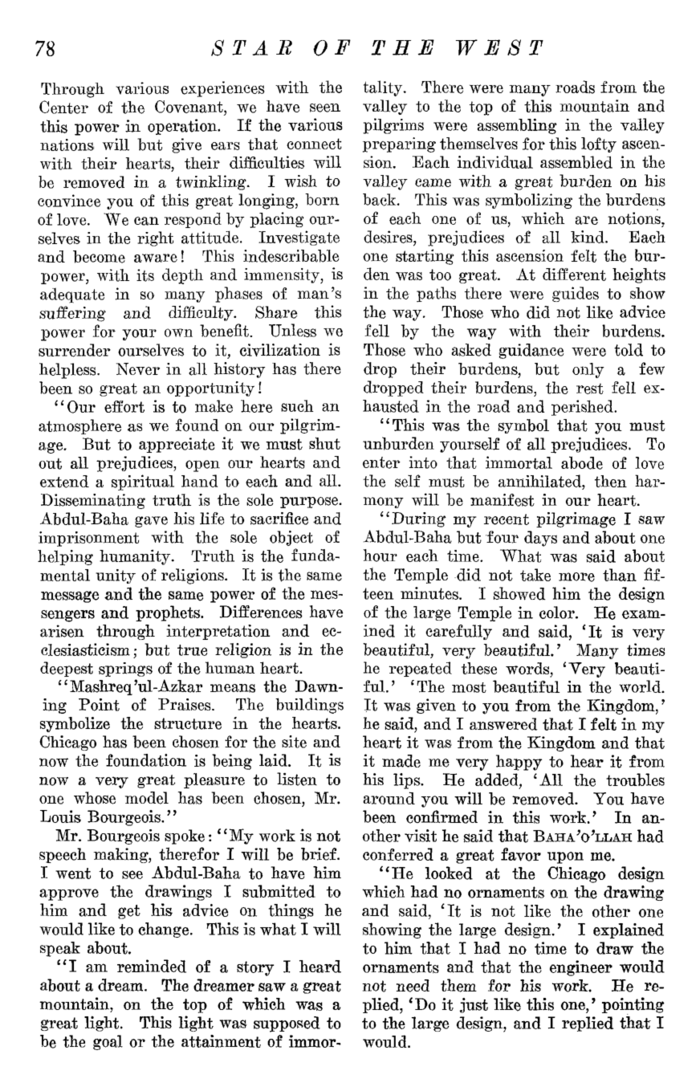 78
STAR OF THE WEST
Through various experiences with the
Center of the Covenant, we have seen
this power in operation. If the various
nations will but give ears that connect
with their hearts, their difficulties will
be removed in a twinkling. I wish to
convince you of this great longing, born
of love. We can respond by placing our-
selves in the right attitude. Investigate
and become aware! This indescribable
power, with its depth and immensity, is
adequate in so many phases of man's
suffering and difficulty. Share this
power for your own benefit. Unless we
surrender ourselves to it, civilization is
helpless. Never in all history has there
been so great an opportunity!
"Our effort is to make here such an
atmosphere as we found on our pilgrim-
age. But to appreciate it we must shut
out all prejudices, open our hearts and
extend a spiritual hand to each and all.
Disseminating truth is the sole purpose.
Abdul-Baha gave his life to sacrifice and
imprisonment with the sole object of
helping humanity. Truth is the funda-
mental unity of religions. It is the same
message and the same power of the mes-
sengers and prophets. Differences have
arisen through interpretation and ec-
clesiasticism; but true religion is in the
deepest springs of the human heart.
"Mashreq'ul-Azkar means the Dawn-
ing Point of Praises. The buildings
symbolize the structure in the hearts.
Chicago has been chosen for the site and
now the foundation is being laid. It is
now a very great pleasure to listen to
one whose model has been chosen, Mr.
Louis Bourgeois."
Mr. Bourgeois spoke: "My work is not
speech making, therefor I will be brief.
I went to see Abdul-Baha to have him
approve the drawings I submitted to
him and get his advice on things he
would like to change. This is what I will
speak about.
"I am reminded of a story I heard
about a dream. The dreamer saw a great
mountain, on the top of which was a
great light. This light was supposed to
be the goal or the attainment of immor-
tality. There were many roads from the
valley to the top of this mountain and
pilgrims were assembling in the valley
preparing themselves for this lofty ascen-
sion. Each individual assembled in the
valley came with a great burden on his
back. This was symbolizing the burdens
of each one of us, which are notions,
desires, prejudices of all kind. Each
one starting this ascension felt the bur-
den was too great. At different heights
in the paths there were guides to show
the way. Those who did not like advice
fell by the way with their burdens.
Those who asked guidance were told to
drop their burdens, but only a few
dropped their burdens, the rest fell ex-
hausted in the road and perished.
"This was the symbol that you must
unburden yourself of all prejudices. To
enter into that immortal abode of love
the self must be annihilated, then har-
mony will be manifest in our heart.
"During my recent pilgrimage I saw
Abdul-Baha but four days and about one
hour each time. What was said about
the Temple did not take more than fif-
teen minutes. I showed him the design
of the large Temple in color. He exam-
ined it carefully and said, 'It is very
beautiful, very beautiful.' Many times
he repeated these words, 'Very beauti-
ful.' 'The most beautiful in the world.
It was given to you from the Kingdom,'
he said, and I answered that I felt in my
heart it was from the Kingdom and that
it made me very happy to hear it from
his lips. He added, 'All the troubles
around you will be removed. You have
been confirmed in this work.' In an-
other visit he said that BAHA'O'LLAH had
conferred a great favor upon me.
"He looked at the Chicago design
which had no ornaments on the drawing
and said, 'It is not like the other one
showing the large design.' I explained
to him that I had no time to draw the
ornaments and that the engineer would
not need them for his work. He re-
plied, 'Do it just like this one,' pointing
to the large design, and I replied that I
would.